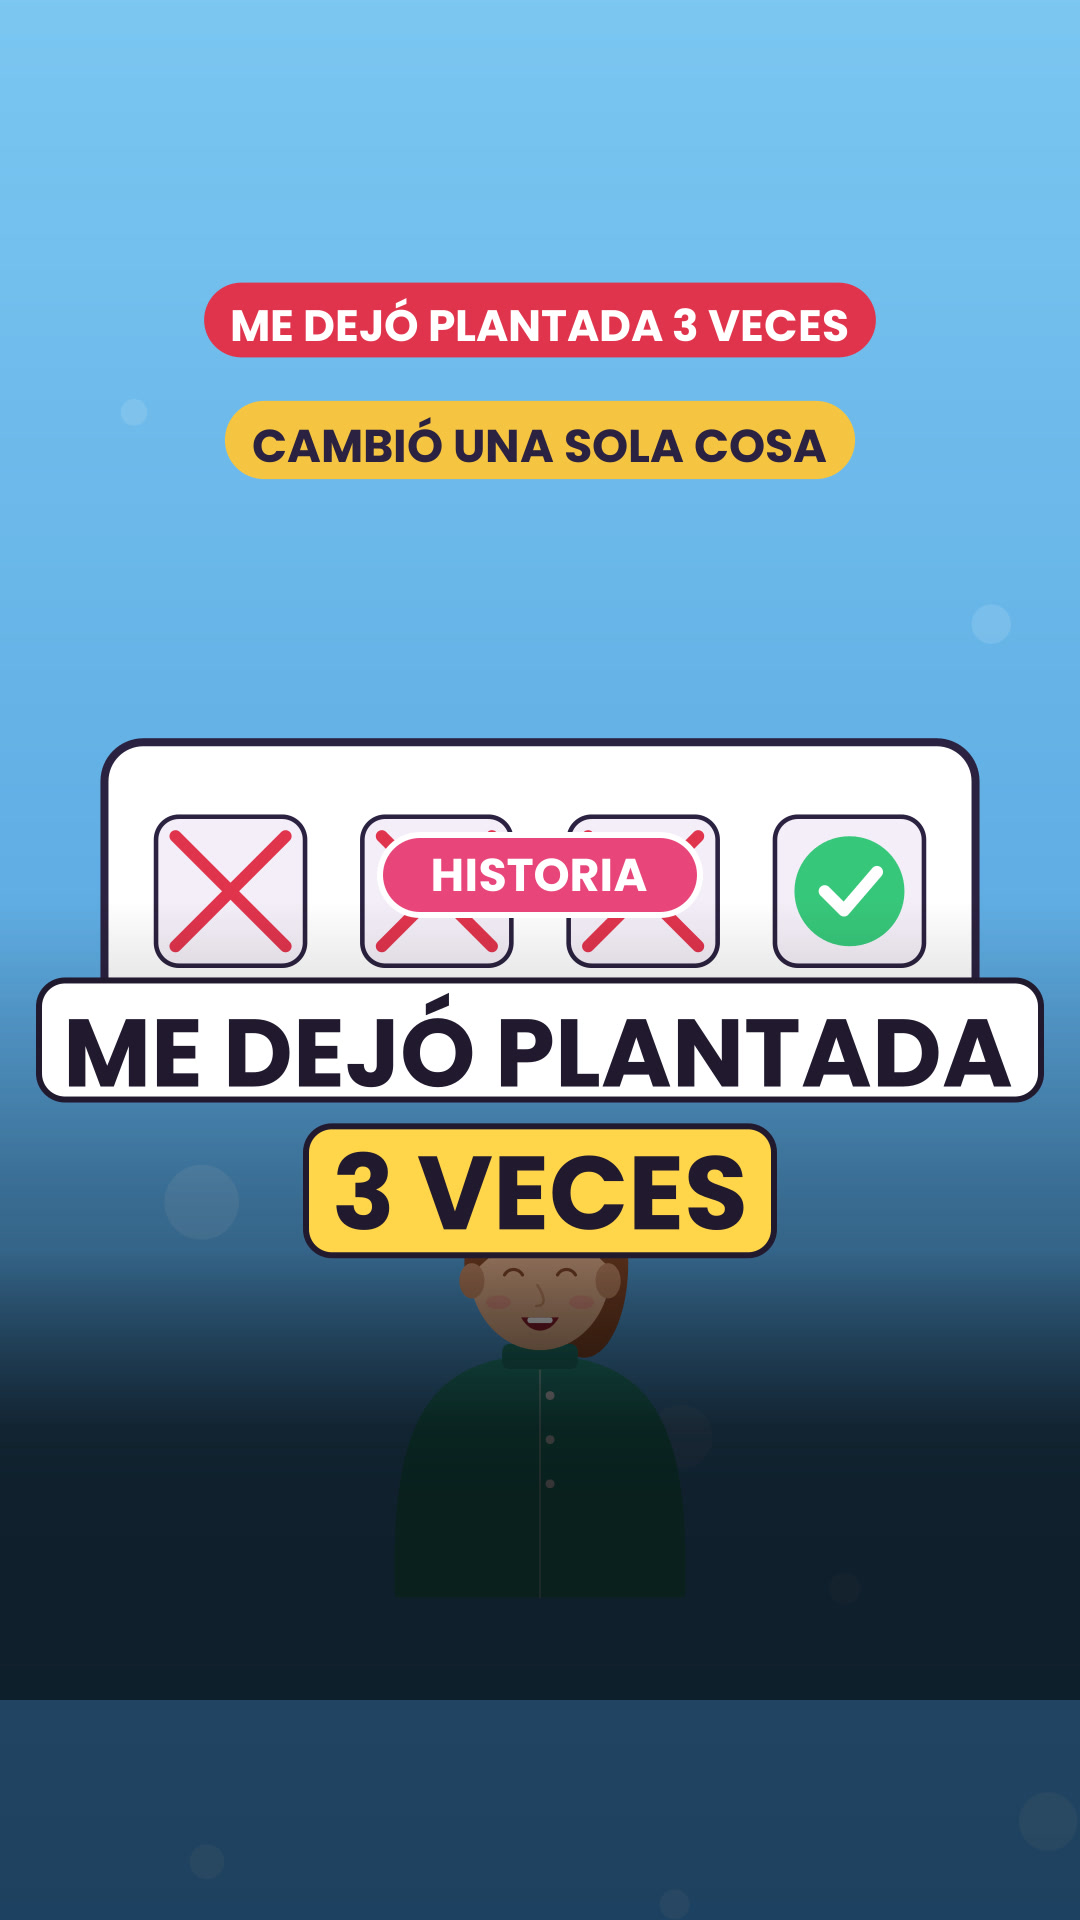 ME DEJÓ PLANTADA 3 VECES
CAMBIÓ UNA SOLA COSA
HISTORIA
ME DEJÓ PLANTADA
3 VECES